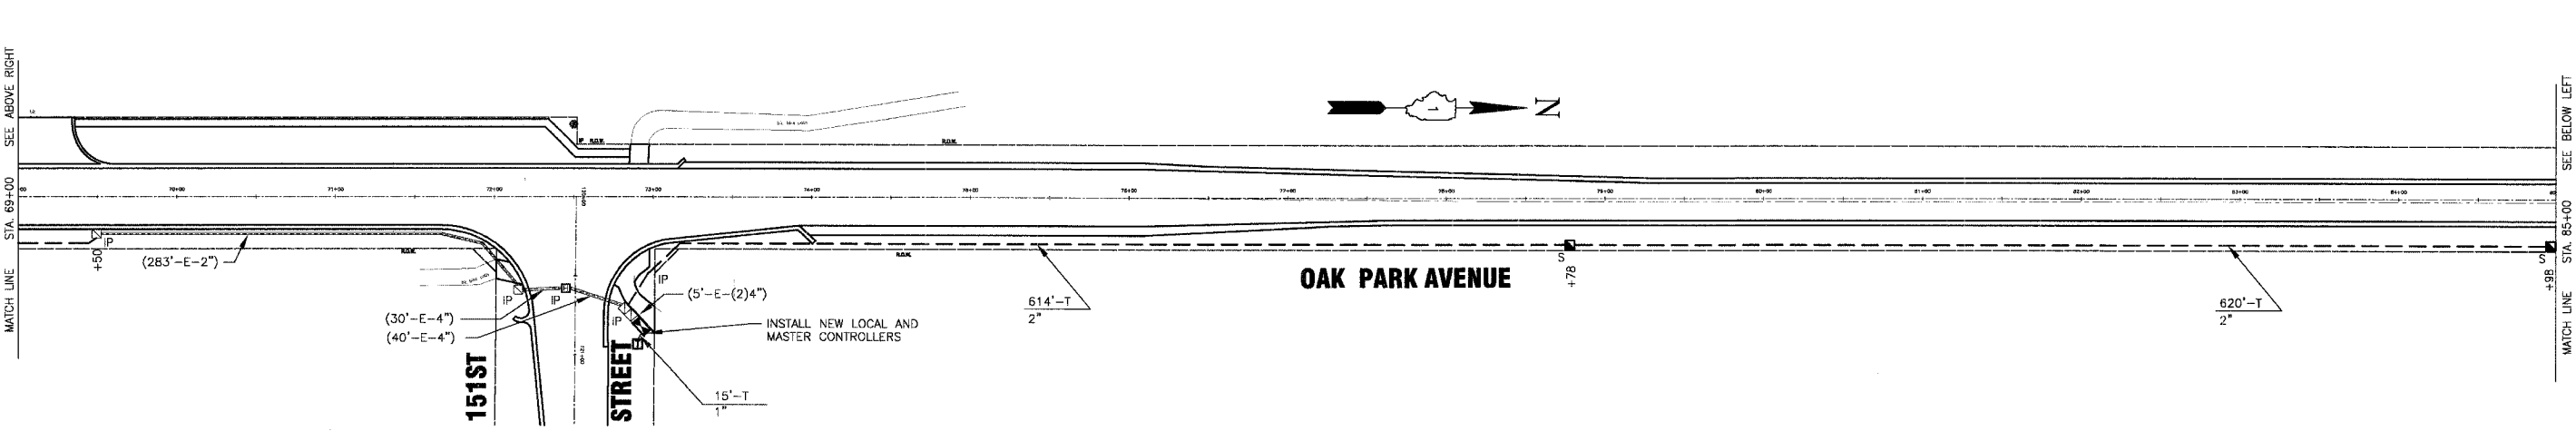 MATCH LINE STA. 69+00 SEE ABOVE RIGHT
R.O.W.
IP R.O.W.
N
1
70+00 71+00 72+00 73+00 74+00 75+00 76+00 77+00 78+00 79+00 80+00 81+00 82+00 83+00 84+00
+50
IP
(283'-E-2")
R.O.W.
IP
IP
IP
IP
(5'-E-(2)4")
(30'-E-4")
(40'-E-4")
INSTALL NEW LOCAL AND
MASTER CONTROLLERS
R.O.W.
151ST
STREET
15'-T
1"
614'-T
2"
OAK PARK AVENUE
S
+78
620'-T
2"
S
+98
MATCH LINE STA. 85+00 SEE BELOW LEFT